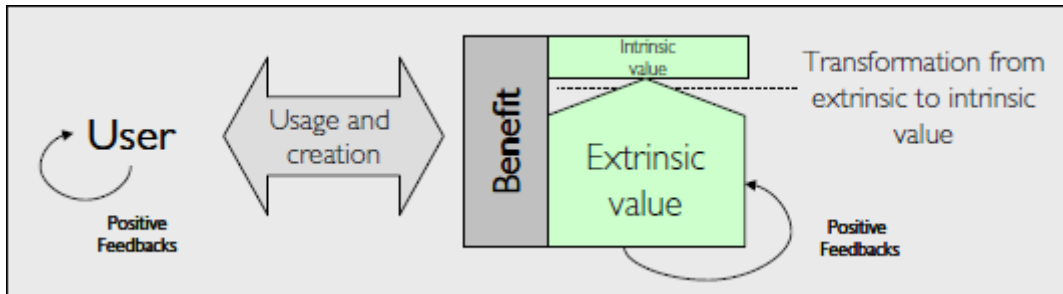 User
Positive
Feedbacks
Usage and
creation
Benefit
Intrinsic
value
Extrinsic
value
Transformation from
extrinsic to intrinsic
value
Positive
Feedbacks